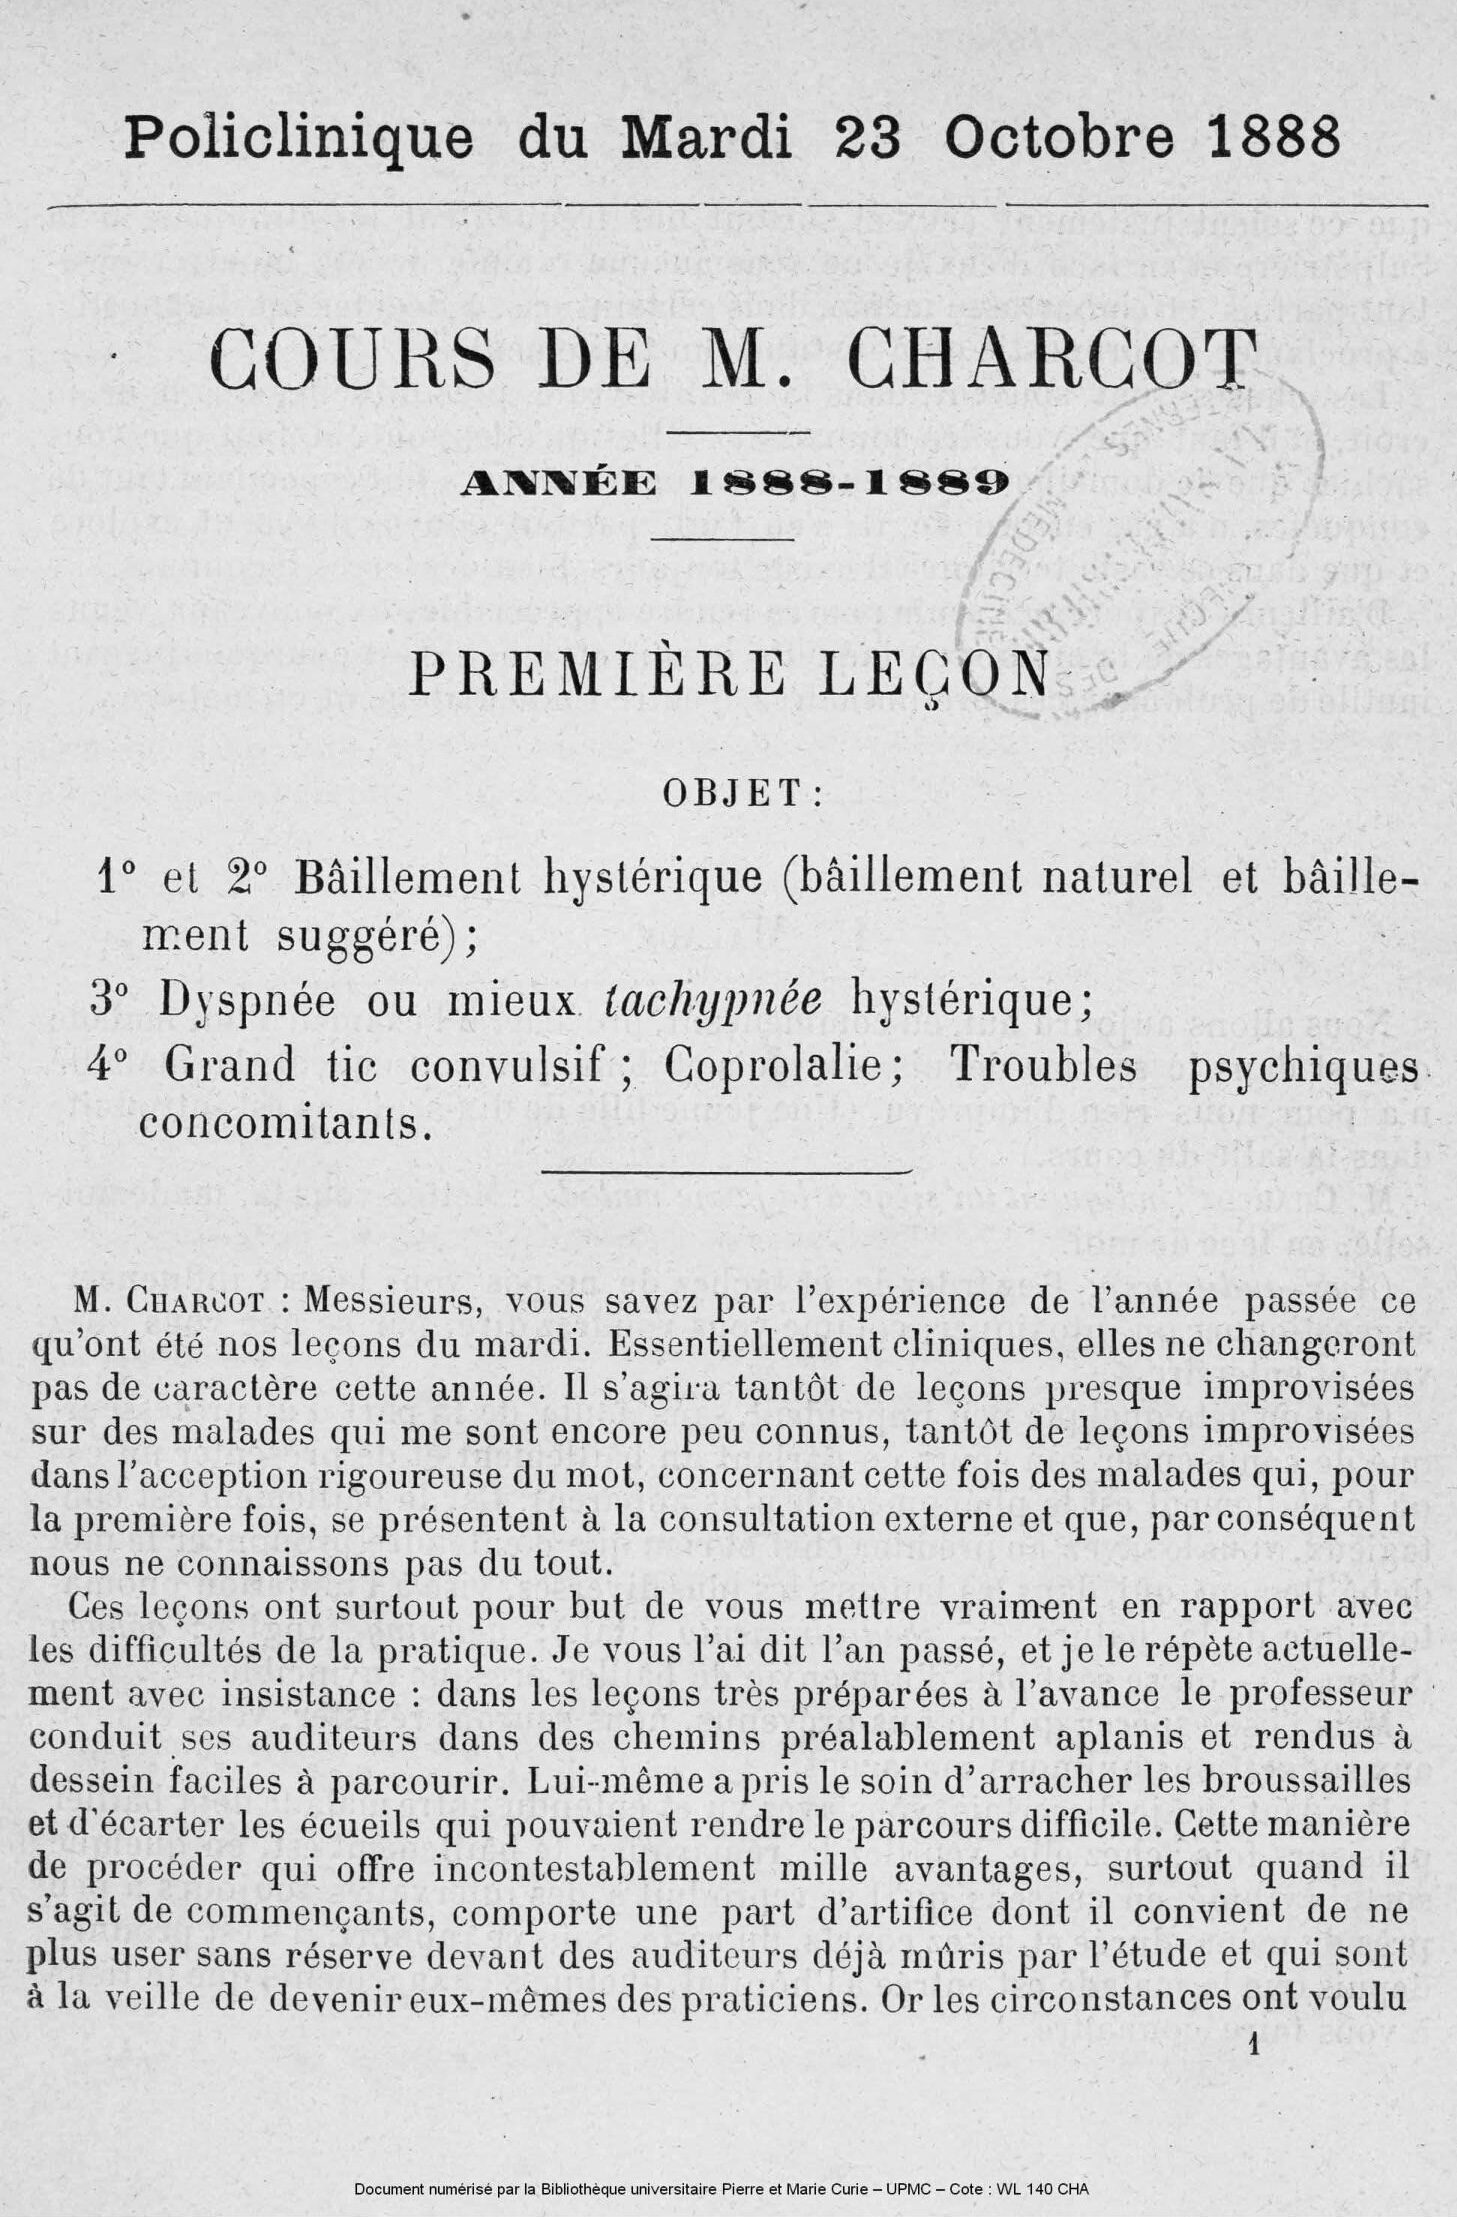 Policlinique du Mardi 23 Octobre 1888
COURS DE M. CHARCOT
ANNÉE 1888-1889
PREMIÈRE LEÇON
OBJET :
1° et 2° Bâillement hystérique (bâillement naturel et bâille-
ment suggéré) ;
3° Dyspnée ou mieux tachypnée hystérique ;
4° Grand tic convulsif ; Coprolalie ; Troubles psychiques
concomitants.
M. CHARCOT : Messieurs, vous savez par l'expérience de l'année passée ce
qu'ont été nos leçons du mardi. Essentiellement cliniques, elles ne changeront
pas de caractère cette année. Il s'agira tantôt de leçons presque improvisées
sur des malades qui me sont encore peu connus, tantôt de leçons improvisées
dans l'acception rigoureuse du mot, concernant cette fois des malades qui, pour
la première fois, se présentent à la consultation externe et que, par conséquent
nous ne connaissons pas du tout.
Ces leçons ont surtout pour but de vous mettre vraiment en rapport avec
les difficultés de la pratique. Je vous l'ai dit l'an passé, et je le répète actuelle-
ment avec insistance : dans les leçons très préparées à l'avance le professeur
conduit ses auditeurs dans des chemins préalablement aplanis et rendus à
dessein faciles à parcourir. Lui-même a pris le soin d'arracher les broussailles
et d'écarter les écueils qui pouvaient rendre le parcours difficile. Cette manière
de procéder qui offre incontestablement mille avantages, surtout quand il
s'agit de commençants, comporte une part d'artifice dont il convient de ne
plus user sans réserve devant des auditeurs déjà mûris par l'étude et qui sont
à la veille de devenir eux-mêmes des praticiens. Or les circonstances ont voulu
1
Document numérisé par la Bibliothèque universitaire Pierre et Marie Curie – UPMC – Cote : WL 140 CHA